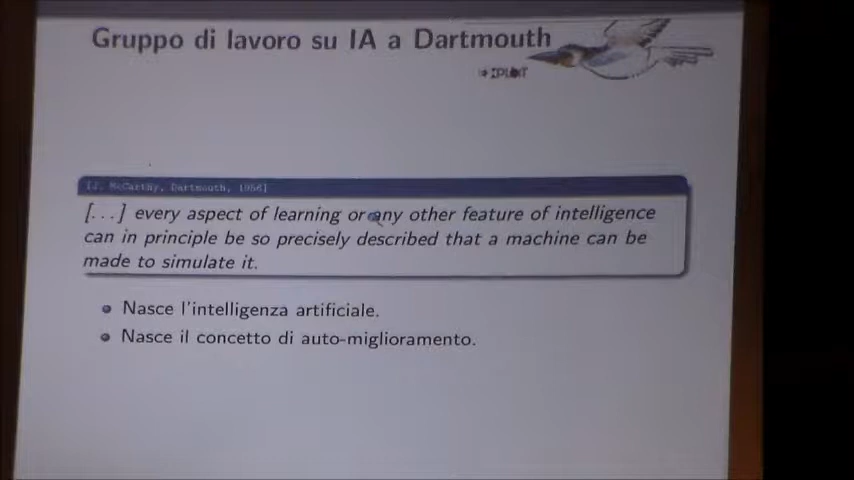 Gruppo di lavoro su IA a Dartmouth
[J. McCarthy, Dartmouth, 1956]
[...] every aspect of learning or any other feature of intelligence
can in principle be so precisely described that a machine can be
made to simulate it.
Nasce l'intelligenza artificiale.
Nasce il concetto di auto-miglioramento.